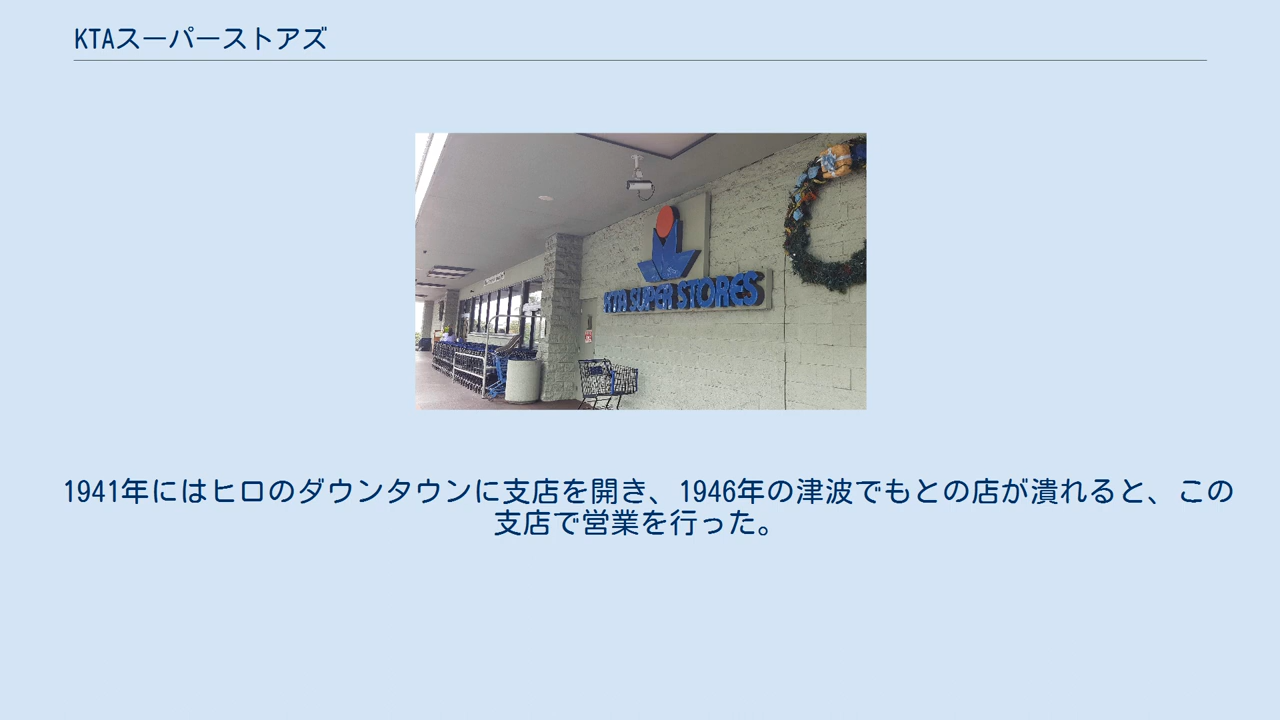 KTAスーパーストアズ
KTA SUPER STORES
1941年にはヒロのダウンタウンに支店を開き、1946年の津波でもとの店が潰れると、この
支店で営業を行った。